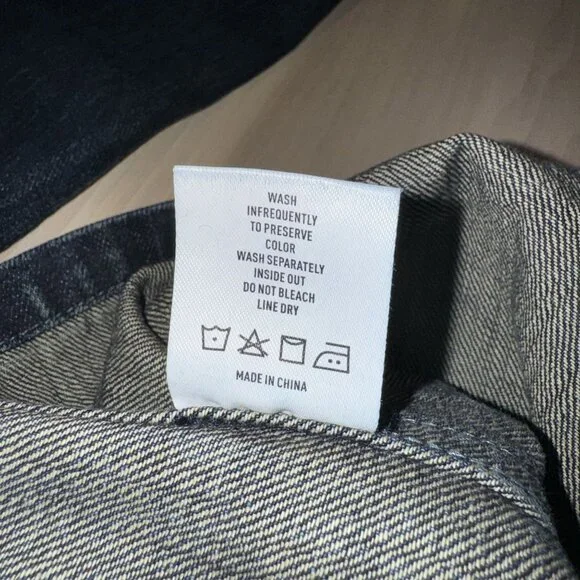 WASH
INFREQUENTLY
TO PRESERVE
COLOR
WASH SEPARATELY
INSIDE OUT
DO NOT BLEACH
LINE DRY
MADE IN CHINA